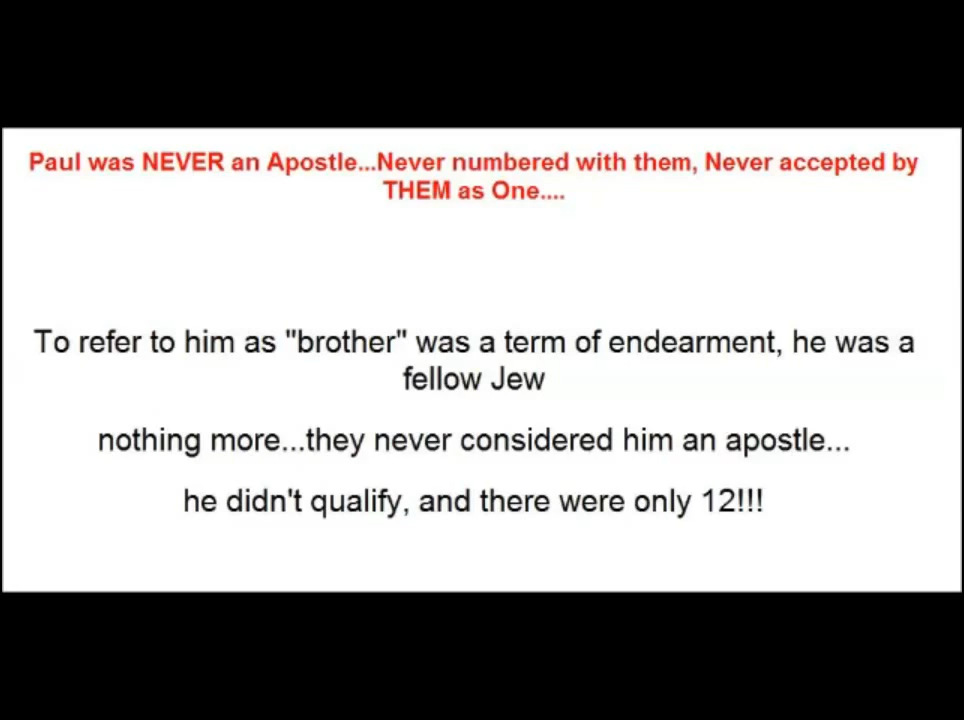 Paul was NEVER an Apostle...Never numbered with them, Never accepted by
THEM as One....
To refer to him as "brother" was a term of endearment, he was a
fellow Jew
nothing more...they never considered him an apostle...
he didn't qualify, and there were only 12!!!